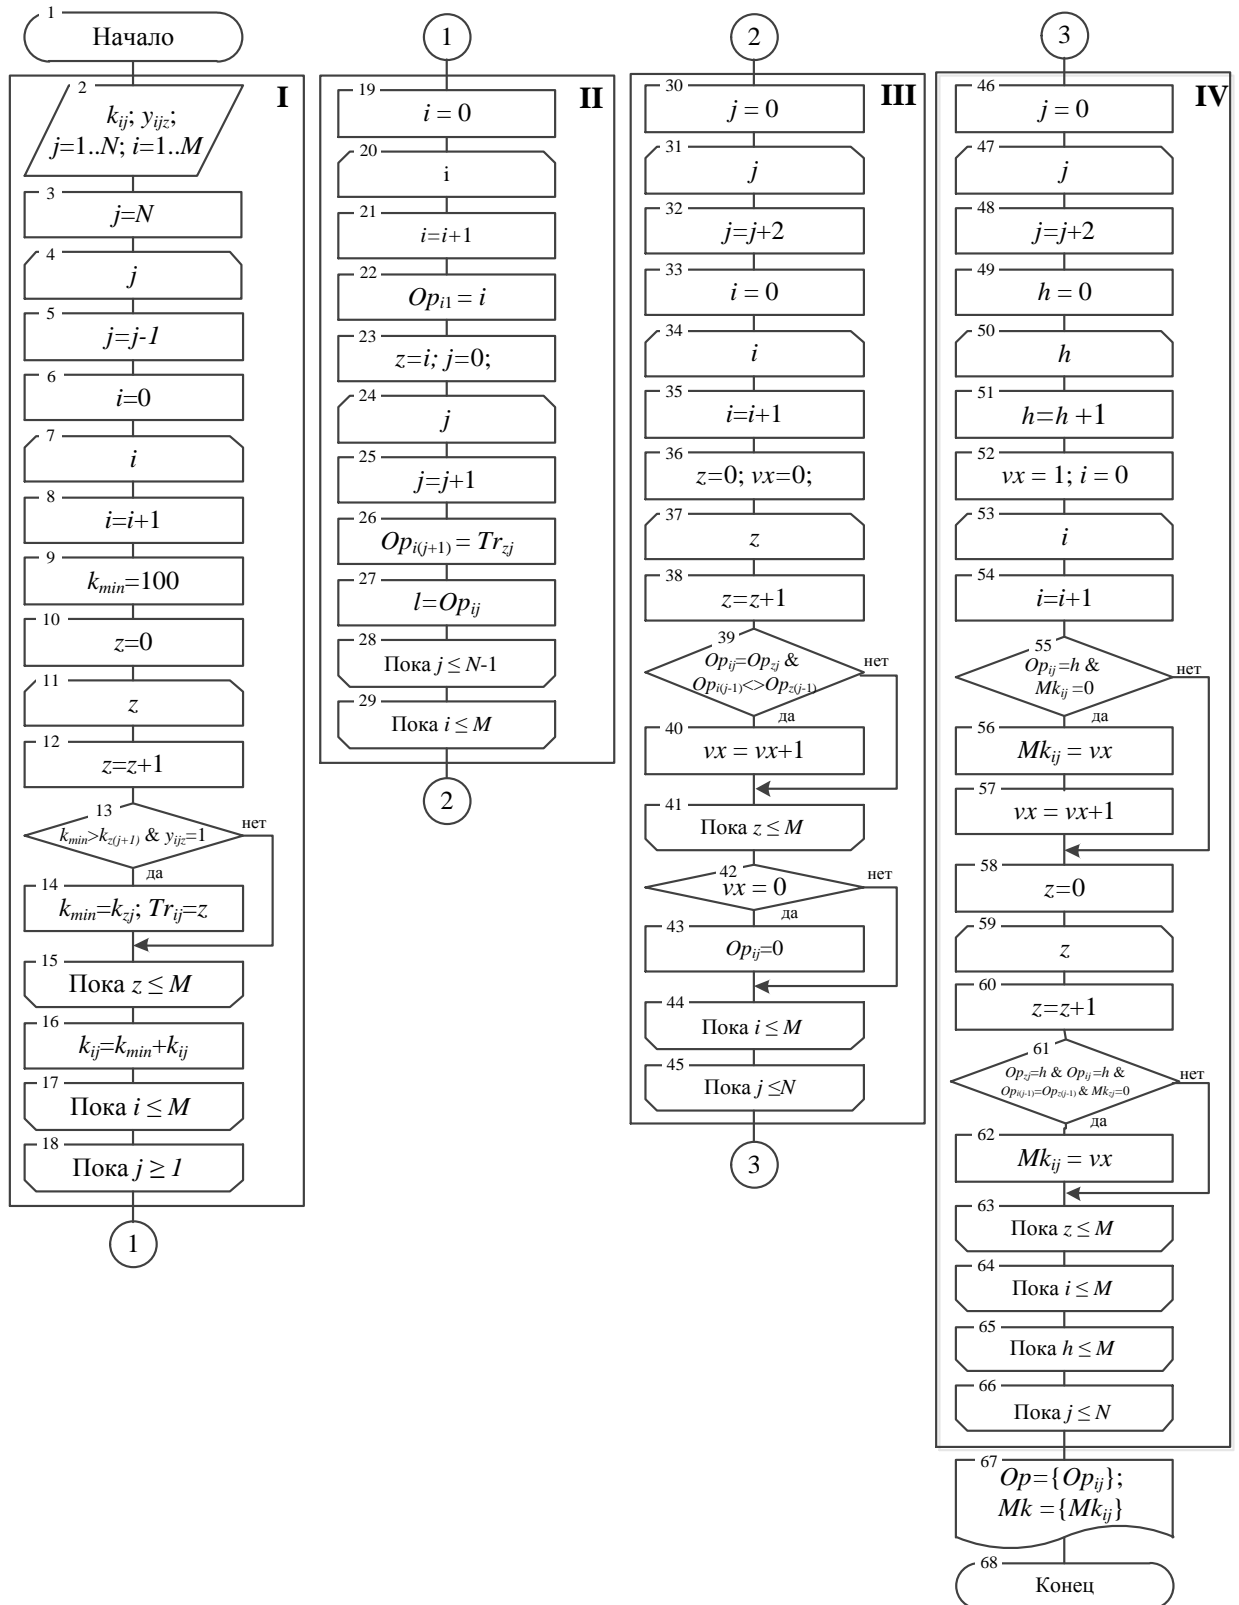 1
Начало
I
2
k_ij; y_ijz;
j=1..N; i=1..M
3
j=N
4
j
5
j=j-1
6
i=0
7
i
8
i=i+1
9
k_min=100
10
z=0
11
z
12
z=z+1
13
k_min>k_z(j+1) & y_ijz=1
нет
да
14
k_min=k_zj; Tr_ij=z
15
Пока z ≤ M
16
k_ij=k_min+k_ij
17
Пока i ≤ M
18
Пока j ≥ 1
1
1
II
19
i = 0
20
i
21
i=i+1
22
Op_i1 = i
23
z=i; j=0;
24
j
25
j=j+1
26
Op_i(j+1) = Tr_zj
27
l=Op_ij
28
Пока j ≤ N-1
29
Пока i ≤ M
2
2
III
30
j = 0
31
j
32
j=j+2
33
i = 0
34
i
35
i=i+1
36
z=0; vx=0;
37
z
38
z=z+1
39
Op_ij=Op_zj &
Op_i(j-1)<>Op_z(j-1)
нет
да
40
vx = vx+1
41
Пока z ≤ M
42
vx = 0
нет
да
43
Op_ij=0
44
Пока i ≤ M
45
Пока j ≤N
3
3
IV
46
j = 0
47
j
48
j=j+2
49
h = 0
50
h
51
h=h +1
52
vx = 1; i = 0
53
i
54
i=i+1
55
Op_ij=h &
Mk_ij =0
нет
да
56
Mk_ij = vx
57
vx = vx+1
58
z=0
59
z
60
z=z+1
61
Op_zj=h & Op_ij=h &
Op_i(j-1)=Op_z(j-1) & Mk_zj=0
нет
да
62
Mk_ij = vx
63
Пока z ≤ M
64
Пока i ≤ M
65
Пока h ≤ M
66
Пока j ≤ N
67
Op={Op_ij};
Mk ={Mk_ij}
68
Конец